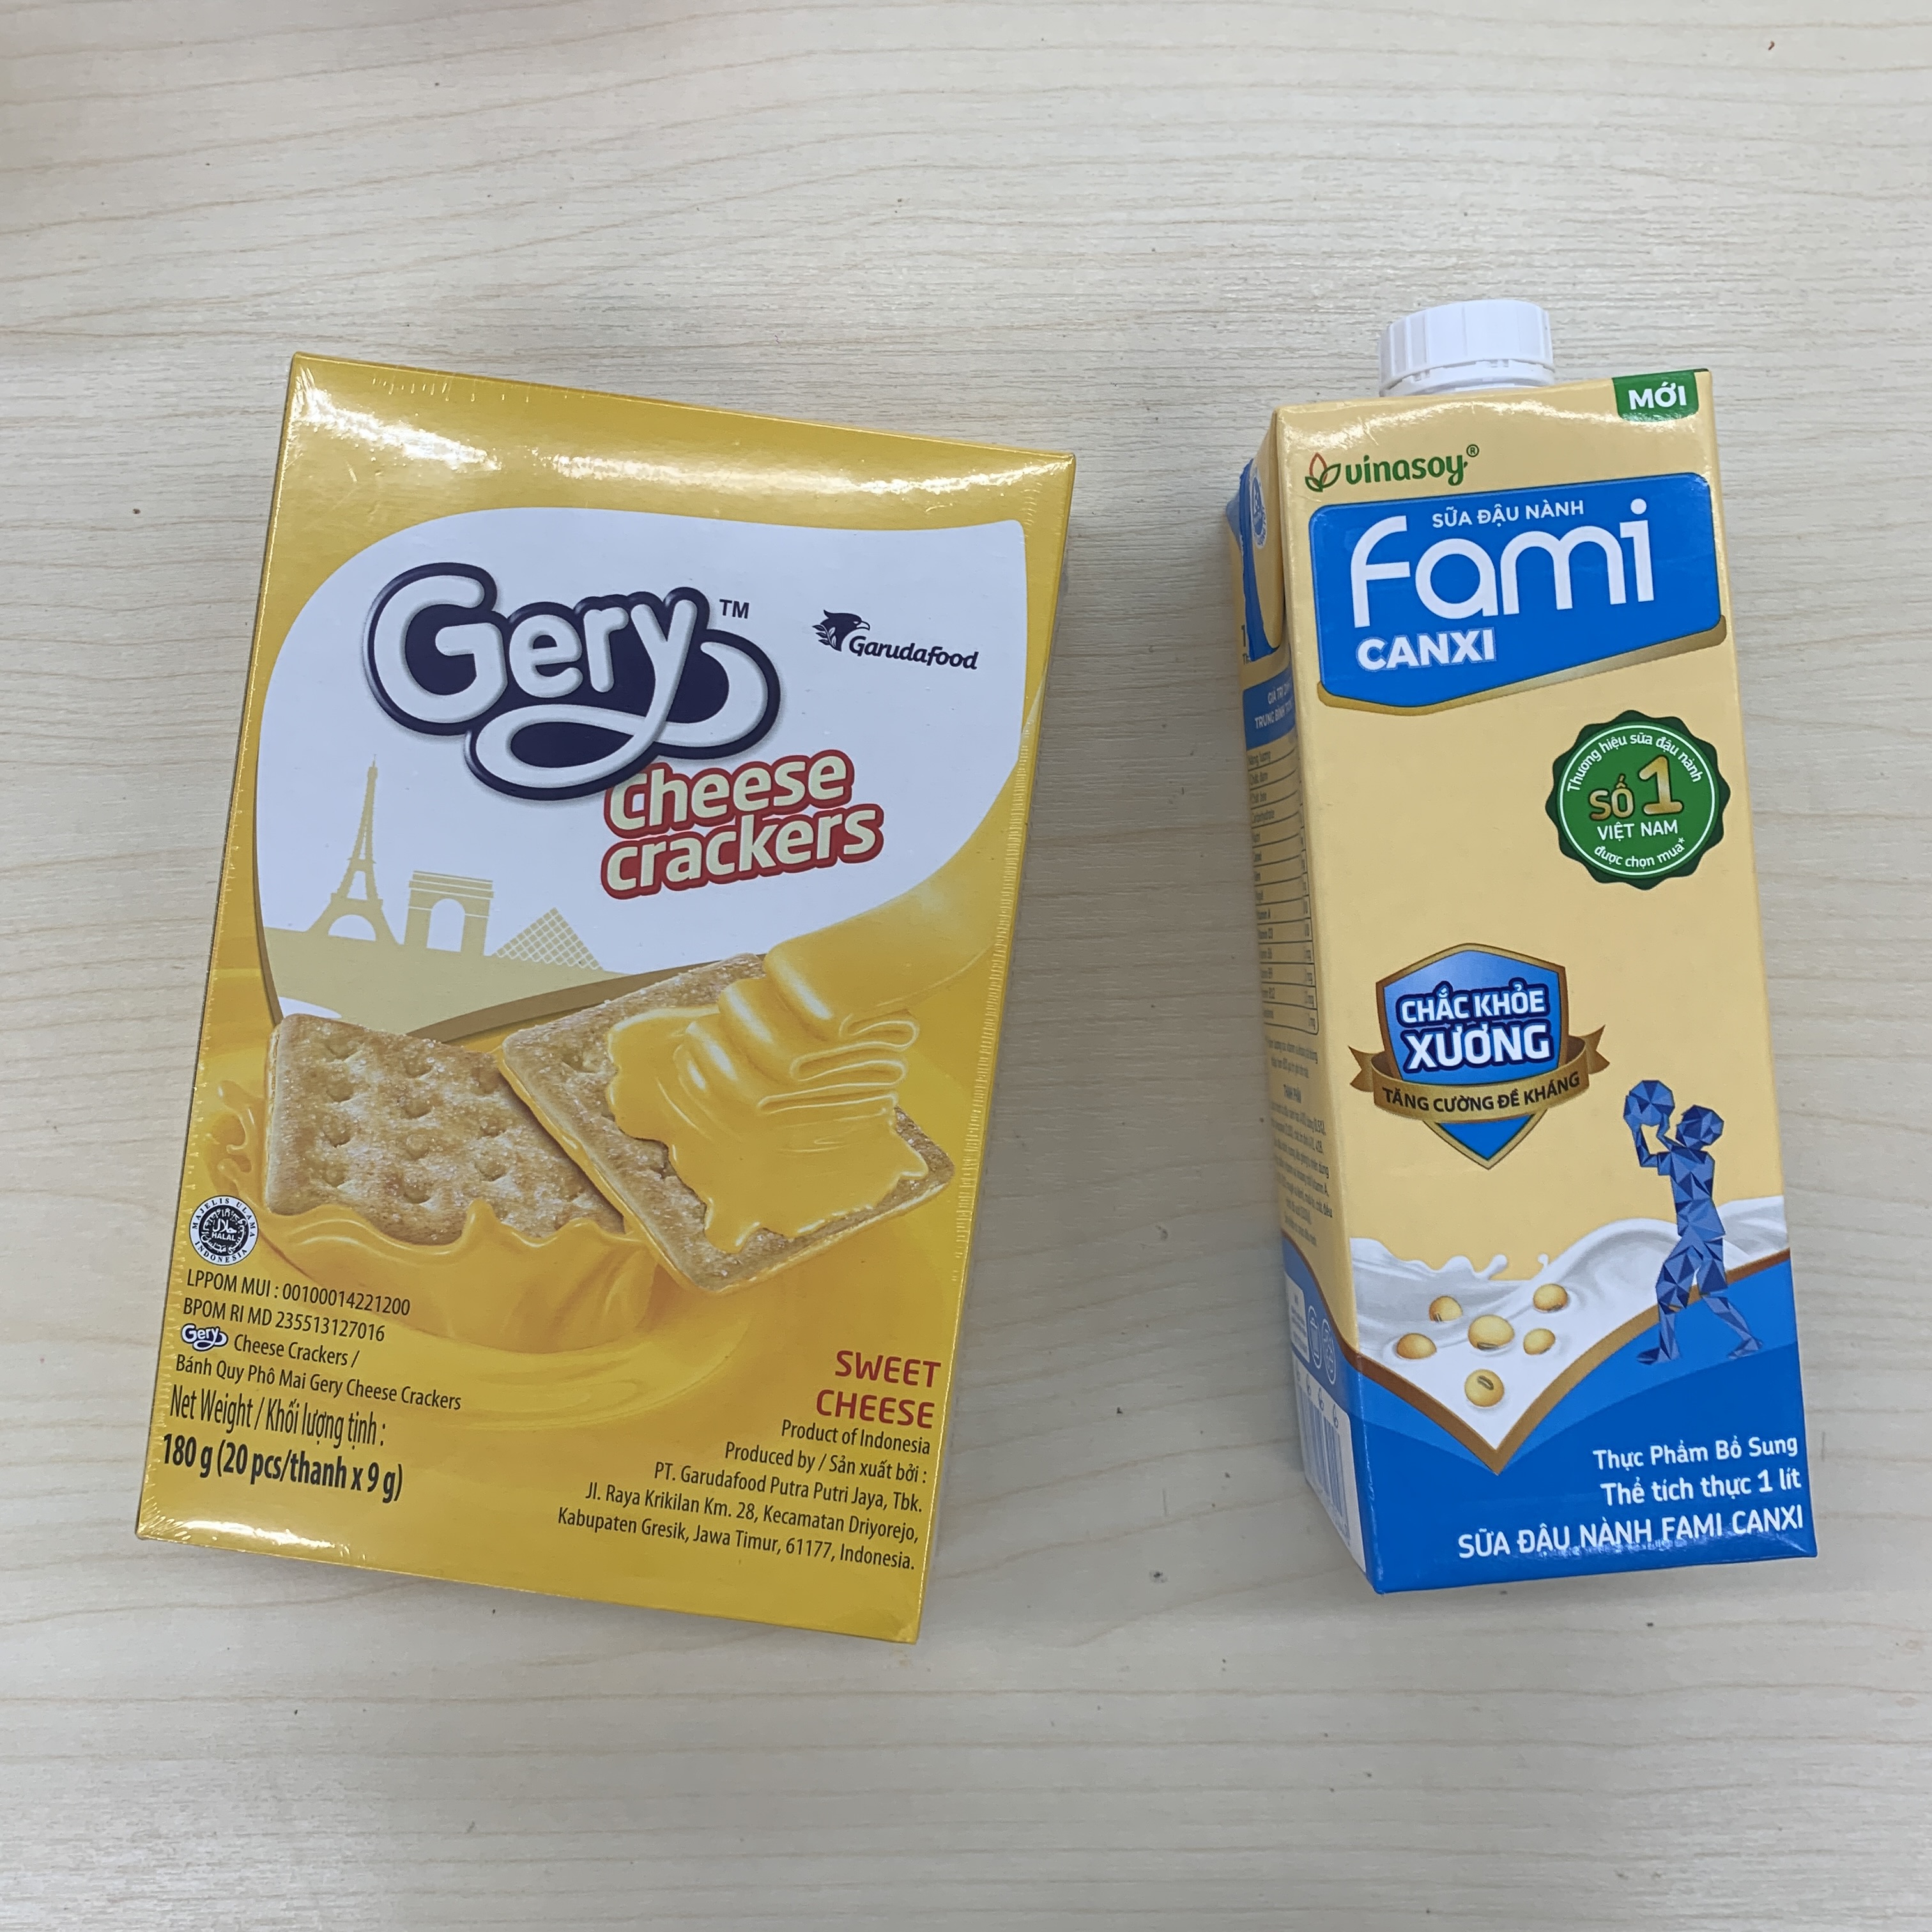 Gery™
Garudafood
Cheese
crackers
MAJELIS ULAMA
حلال
HALAL
INDONESIA
LPPOM MUI : 00100014221200
BPOM RI MD 235513127016
Gery Cheese Crackers /
Bánh Quy Phô Mai Gery Cheese Crackers
Net Weight / Khối lượng tịnh :
180 g (20 pcs/thanh x 9 g)
SWEET
CHEESE
Product of Indonesia
Produced by / Sản xuất bởi :
PT. Garudafood Putra Putri Jaya, Tbk.
Jl. Raya Krikilan Km. 28, Kecamatan Driyorejo,
Kabupaten Gresik, Jawa Timur, 61177, Indonesia.
MỚI
vinasoy®
SỮA ĐẬU NÀNH
fami
CANXI
Thương hiệu sữa đậu nành
SỐ 1
VIỆT NAM
được chọn mua*
CHẮC KHỎE
XƯƠNG
TĂNG CƯỜNG ĐỀ KHÁNG
Thực Phẩm Bổ Sung
Thể tích thực 1 lít
SỮA ĐẬU NÀNH FAMI CANXI